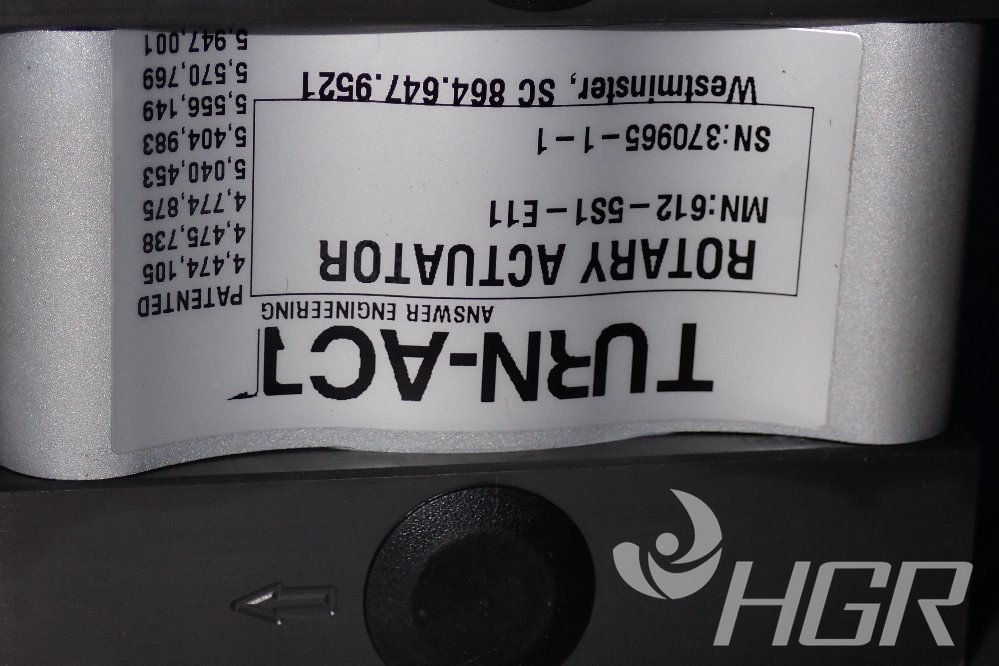 TURN-ACT
ANSWER ENGINEERING
ROTARY ACTUATOR
MN:612-5S1-E11
SN:370965-1-1
Westminster, SC 864.647.9521
PATENTED
4,474,105
4,475,738
4,774,875
5,040,453
5,404,983
5,556,149
5,570,769
5,947,001
HGR